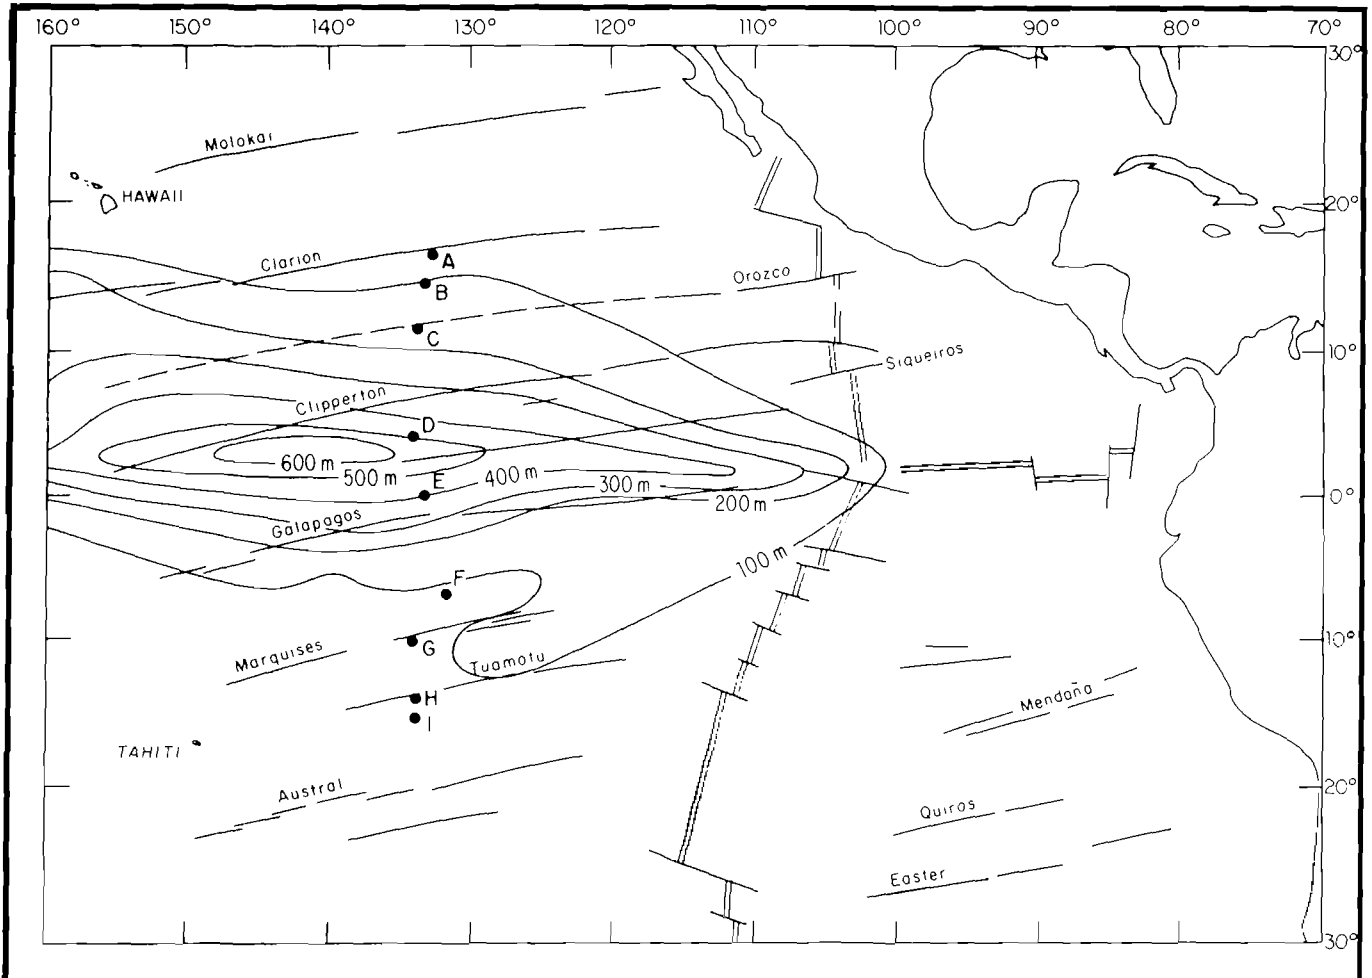 160° 150° 140° 130° 120° 110° 100° 90° 80° 70°
30°
Molokai
HAWAII
20°
Clarion
A
Orozco
B
C
10°
Siqueiros
Clipperton
D
600 m
500 m
400 m
E
300 m
200 m
0°
Galapagos
100 m
F
G
10°
Marquises
Tuamotu
H
Mendaña
I
TAHITI
Austral
20°
Quiros
Easter
30°